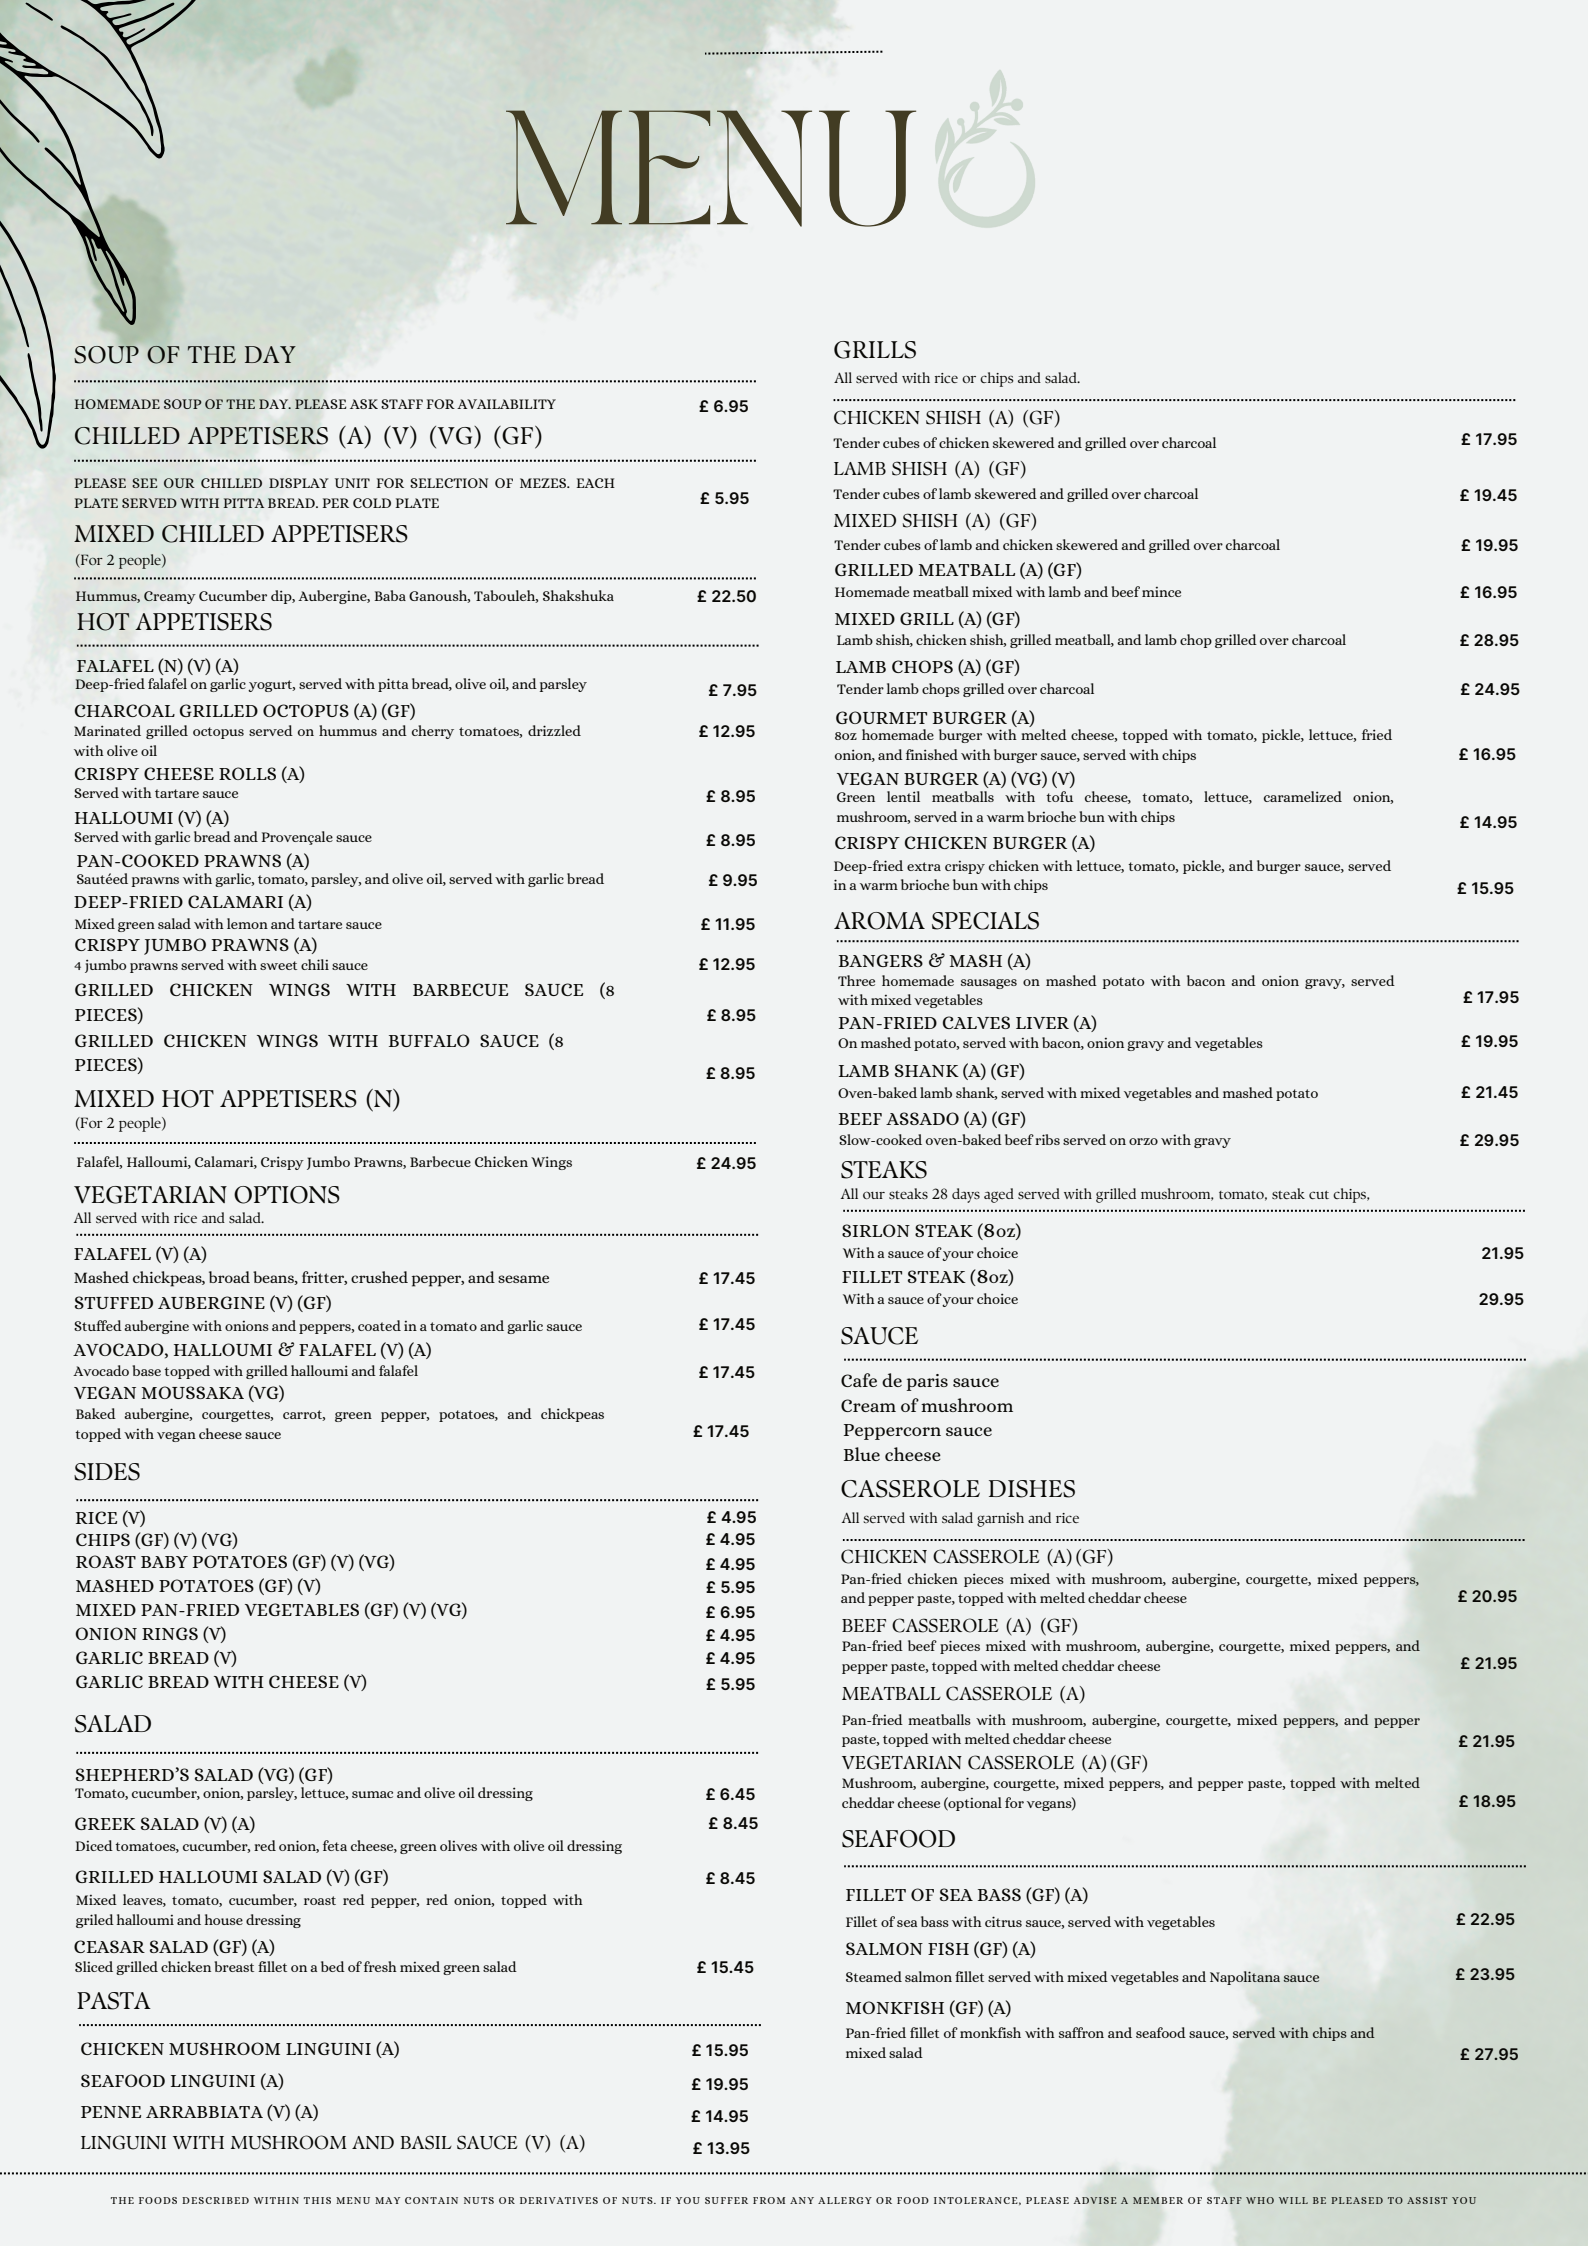 MENU
SOUP OF THE DAY
HOMEMADE SOUP OF THE DAY. PLEASE ASK STAFF FOR AVAILABILITY £ 6.95
CHILLED APPETISERS (A) (V) (VG) (GF)
PLEASE SEE OUR CHILLED DISPLAY UNIT FOR SELECTION OF MEZES. EACH
PLATE SERVED WITH PITTA BREAD. PER COLD PLATE £ 5.95
MIXED CHILLED APPETISERS
(For 2 people)
Hummus, Creamy Cucumber dip, Aubergine, Baba Ganoush, Tabouleh, Shakshuka £ 22.50
HOT APPETISERS
FALAFEL (N) (V) (A)
Deep-fried falafel on garlic yogurt, served with pitta bread, olive oil, and parsley £ 7.95
CHARCOAL GRILLED OCTOPUS (A) (GF)
Marinated grilled octopus served on hummus and cherry tomatoes, drizzled £ 12.95
with olive oil
CRISPY CHEESE ROLLS (A)
Served with tartare sauce £ 8.95
HALLOUMI (V) (A)
Served with garlic bread and Provençale sauce £ 8.95
PAN-COOKED PRAWNS (A)
Sautéed prawns with garlic, tomato, parsley, and olive oil, served with garlic bread £ 9.95
DEEP-FRIED CALAMARI (A)
Mixed green salad with lemon and tartare sauce £ 11.95
CRISPY JUMBO PRAWNS (A)
4 jumbo prawns served with sweet chili sauce £ 12.95
GRILLED CHICKEN WINGS WITH BARBECUE SAUCE (8
PIECES) £ 8.95
GRILLED CHICKEN WINGS WITH BUFFALO SAUCE (8
PIECES) £ 8.95
MIXED HOT APPETISERS (N)
(For 2 people)
Falafel, Halloumi, Calamari, Crispy Jumbo Prawns, Barbecue Chicken Wings £ 24.95
VEGETARIAN OPTIONS
All served with rice and salad.
FALAFEL (V) (A)
Mashed chickpeas, broad beans, fritter, crushed pepper, and sesame £ 17.45
STUFFED AUBERGINE (V) (GF)
Stuffed aubergine with onions and peppers, coated in a tomato and garlic sauce £ 17.45
AVOCADO, HALLOUMI & FALAFEL (V) (A)
Avocado base topped with grilled halloumi and falafel £ 17.45
VEGAN MOUSSAKA (VG)
Baked aubergine, courgettes, carrot, green pepper, potatoes, and chickpeas
topped with vegan cheese sauce £ 17.45
SIDES
RICE (V) £ 4.95
CHIPS (GF) (V) (VG) £ 4.95
ROAST BABY POTATOES (GF) (V) (VG) £ 4.95
MASHED POTATOES (GF) (V) £ 5.95
MIXED PAN-FRIED VEGETABLES (GF) (V) (VG) £ 6.95
ONION RINGS (V) £ 4.95
GARLIC BREAD (V) £ 4.95
GARLIC BREAD WITH CHEESE (V) £ 5.95
SALAD
SHEPHERD'S SALAD (VG) (GF)
Tomato, cucumber, onion, parsley, lettuce, sumac and olive oil dressing £ 6.45
GREEK SALAD (V) (A) £ 8.45
Diced tomatoes, cucumber, red onion, feta cheese, green olives with olive oil dressing
GRILLED HALLOUMI SALAD (V) (GF) £ 8.45
Mixed leaves, tomato, cucumber, roast red pepper, red onion, topped with
griled halloumi and house dressing
CEASAR SALAD (GF) (A)
Sliced grilled chicken breast fillet on a bed of fresh mixed green salad £ 15.45
PASTA
CHICKEN MUSHROOM LINGUINI (A) £ 15.95
SEAFOOD LINGUINI (A) £ 19.95
PENNE ARRABBIATA (V) (A) £ 14.95
LINGUINI WITH MUSHROOM AND BASIL SAUCE (V) (A) £ 13.95
GRILLS
All served with rice or chips and salad.
CHICKEN SHISH (A) (GF)
Tender cubes of chicken skewered and grilled over charcoal £ 17.95
LAMB SHISH (A) (GF)
Tender cubes of lamb skewered and grilled over charcoal £ 19.45
MIXED SHISH (A) (GF)
Tender cubes of lamb and chicken skewered and grilled over charcoal £ 19.95
GRILLED MEATBALL (A) (GF)
Homemade meatball mixed with lamb and beef mince £ 16.95
MIXED GRILL (A) (GF)
Lamb shish, chicken shish, grilled meatball, and lamb chop grilled over charcoal £ 28.95
LAMB CHOPS (A) (GF)
Tender lamb chops grilled over charcoal £ 24.95
GOURMET BURGER (A)
8oz homemade burger with melted cheese, topped with tomato, pickle, lettuce, fried
onion, and finished with burger sauce, served with chips £ 16.95
VEGAN BURGER (A) (VG) (V)
Green lentil meatballs with tofu cheese, tomato, lettuce, caramelized onion,
mushroom, served in a warm brioche bun with chips £ 14.95
CRISPY CHICKEN BURGER (A)
Deep-fried extra crispy chicken with lettuce, tomato, pickle, and burger sauce, served
in a warm brioche bun with chips £ 15.95
AROMA SPECIALS
BANGERS & MASH (A)
Three homemade sausages on mashed potato with bacon and onion gravy, served
with mixed vegetables £ 17.95
PAN-FRIED CALVES LIVER (A)
On mashed potato, served with bacon, onion gravy and vegetables £ 19.95
LAMB SHANK (A) (GF)
Oven-baked lamb shank, served with mixed vegetables and mashed potato £ 21.45
BEEF ASSADO (A) (GF)
Slow-cooked oven-baked beef ribs served on orzo with gravy £ 29.95
STEAKS
All our steaks 28 days aged served with grilled mushroom, tomato, steak cut chips,
SIRLON STEAK (8oz)
With a sauce of your choice 21.95
FILLET STEAK (8oz)
With a sauce of your choice 29.95
SAUCE
Cafe de paris sauce
Cream of mushroom
Peppercorn sauce
Blue cheese
CASSEROLE DISHES
All served with salad garnish and rice
CHICKEN CASSEROLE (A) (GF)
Pan-fried chicken pieces mixed with mushroom, aubergine, courgette, mixed peppers,
and pepper paste, topped with melted cheddar cheese £ 20.95
BEEF CASSEROLE (A) (GF)
Pan-fried beef pieces mixed with mushroom, aubergine, courgette, mixed peppers, and
pepper paste, topped with melted cheddar cheese £ 21.95
MEATBALL CASSEROLE (A)
Pan-fried meatballs with mushroom, aubergine, courgette, mixed peppers, and pepper
paste, topped with melted cheddar cheese £ 21.95
VEGETARIAN CASSEROLE (A) (GF)
Mushroom, aubergine, courgette, mixed peppers, and pepper paste, topped with melted
cheddar cheese (optional for vegans) £ 18.95
SEAFOOD
FILLET OF SEA BASS (GF) (A)
Fillet of sea bass with citrus sauce, served with vegetables £ 22.95
SALMON FISH (GF) (A)
Steamed salmon fillet served with mixed vegetables and Napolitana sauce £ 23.95
MONKFISH (GF) (A)
Pan-fried fillet of monkfish with saffron and seafood sauce, served with chips and
mixed salad £ 27.95
THE FOODS DESCRIBED WITHIN THIS MENU MAY CONTAIN NUTS OR DERIVATIVES OF NUTS. IF YOU SUFFER FROM ANY ALLERGY OR FOOD INTOLERANCE, PLEASE ADVISE A MEMBER OF STAFF WHO WILL BE PLEASED TO ASSIST YOU